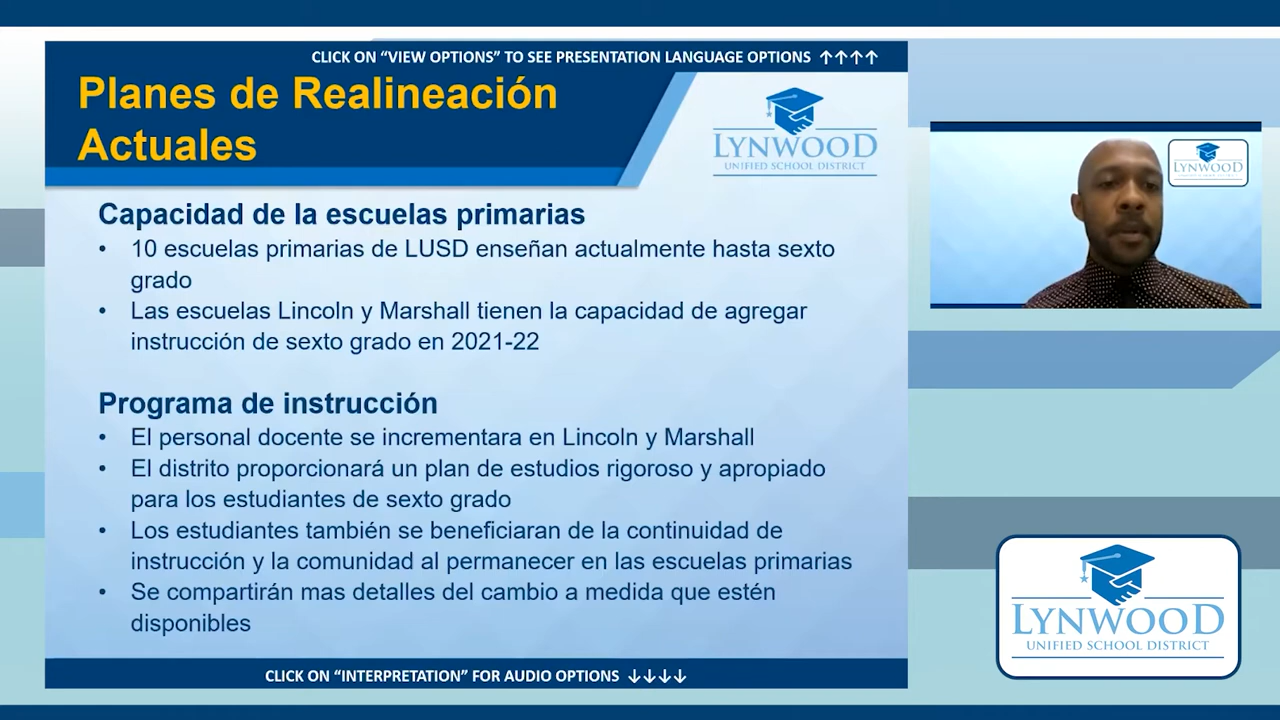 CLICK ON “VIEW OPTIONS” TO SEE PRESENTATION LANGUAGE OPTIONS ↑↑↑↑
Planes de Realineación
Actuales
LYNWOOD
UNIFIED SCHOOL DISTRICT
Capacidad de la escuelas primarias
• 10 escuelas primarias de LUSD enseñan actualmente hasta sexto
grado
• Las escuelas Lincoln y Marshall tienen la capacidad de agregar
instrucción de sexto grado en 2021-22
Programa de instrucción
• El personal docente se incrementara en Lincoln y Marshall
• El distrito proporcionará un plan de estudios rigoroso y apropiado
para los estudiantes de sexto grado
• Los estudiantes también se beneficiaran de la continuidad de
instrucción y la comunidad al permanecer en las escuelas primarias
• Se compartirán mas detalles del cambio a medida que estén
disponibles
CLICK ON “INTERPRETATION” FOR AUDIO OPTIONS ↓↓↓↓
LYNWOOD
LYNWOOD
UNIFIED SCHOOL DISTRICT